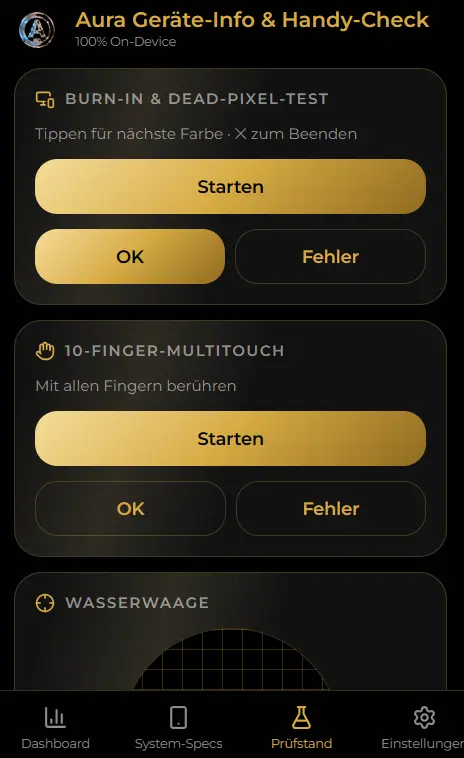 Aura Geräte-Info & Handy-Check
100% On-Device
BURN-IN & DEAD-PIXEL-TEST
Tippen für nächste Farbe · ✕ zum Beenden
Starten
OK
Fehler
10-FINGER-MULTITOUCH
Mit allen Fingern berühren
Starten
OK
Fehler
WASSERWAAGE
Dashboard
System-Specs
Prüfstand
Einstellungen